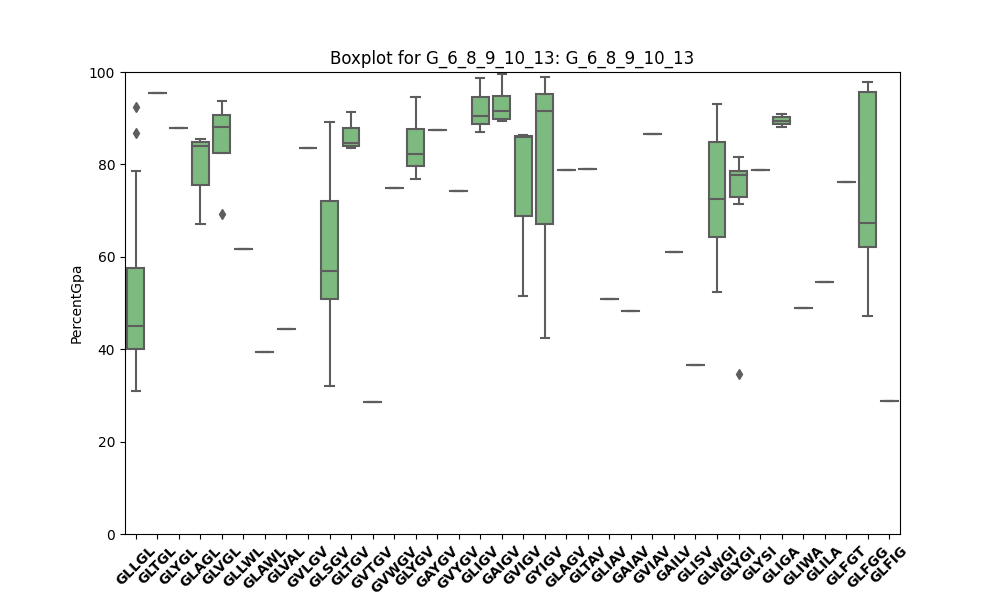 Boxplot for G_6_8_9_10_13: G_6_8_9_10_13
PercentGpa
100
80
60
40
20
0
GLLGL GLTGL GLYGL GLAGL GLVGL GLLWL GLAWL GLVAL GVLGV GLSGV GLTGV GVTGV GVWGV GLYGV GAYGV GVYGV GLIGV GAIGV GVIGV GYIGV GLAGV GLTAV GLIAV GAIAV GVIAV GAILV GLISV GLWGI GLYGI GLYSI GLIGA GLIWA GLILA GLFGT GLFGG GLFIG